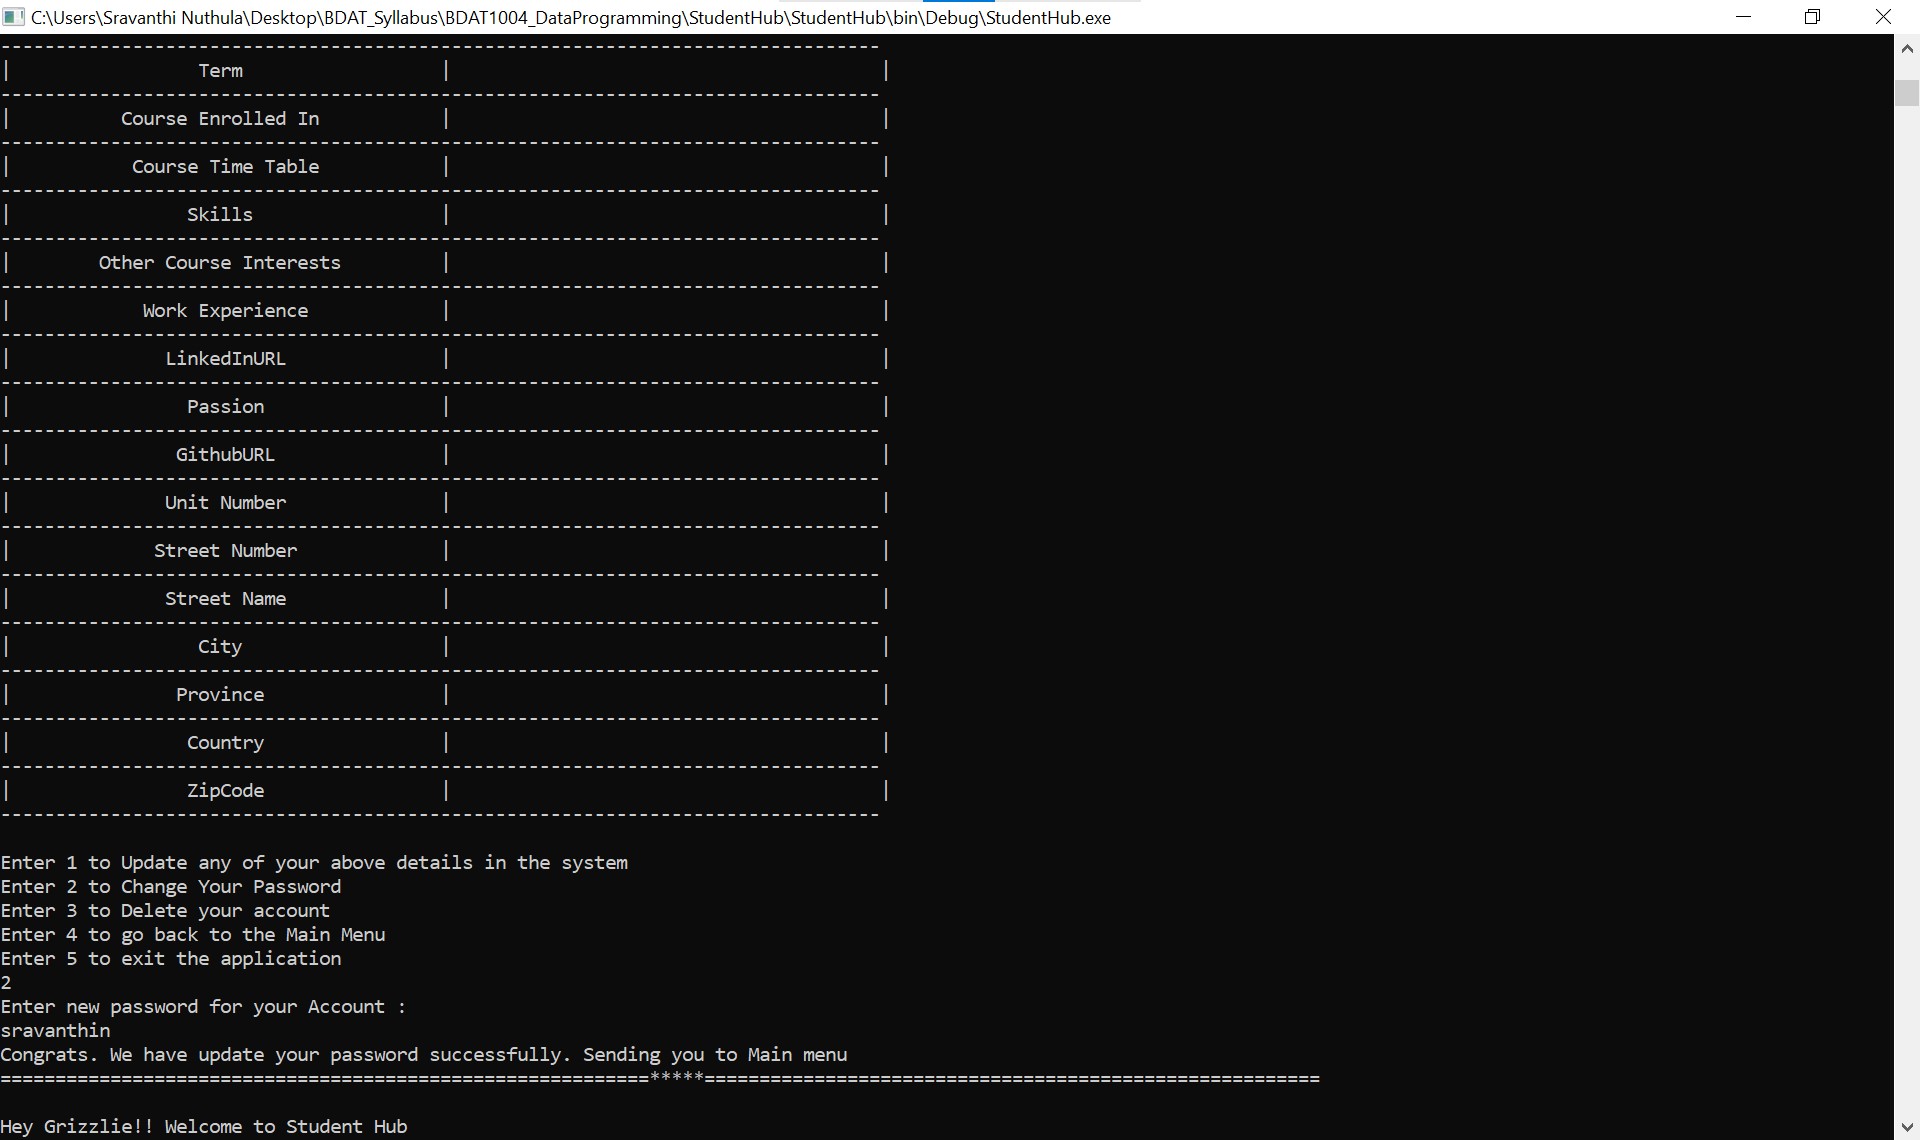 C:\Users\Sravanthi Nuthula\Desktop\BDAT_Syllabus\BDAT1004_DataProgramming\StudentHub\StudentHub\bin\Debug\StudentHub.exe
--------------------------------------------------------------------------------
|                 Term                  |                                       |
--------------------------------------------------------------------------------
|          Course Enrolled In           |                                       |
--------------------------------------------------------------------------------
|           Course Time Table           |                                       |
--------------------------------------------------------------------------------
|                Skills                 |                                       |
--------------------------------------------------------------------------------
|        Other Course Interests         |                                       |
--------------------------------------------------------------------------------
|            Work Experience            |                                       |
--------------------------------------------------------------------------------
|              LinkedInURL              |                                       |
--------------------------------------------------------------------------------
|                Passion                |                                       |
--------------------------------------------------------------------------------
|               GithubURL               |                                       |
--------------------------------------------------------------------------------
|              Unit Number              |                                       |
--------------------------------------------------------------------------------
|             Street Number             |                                       |
--------------------------------------------------------------------------------
|              Street Name              |                                       |
--------------------------------------------------------------------------------
|                 City                  |                                       |
--------------------------------------------------------------------------------
|               Province                |                                       |
--------------------------------------------------------------------------------
|                Country                |                                       |
--------------------------------------------------------------------------------
|                ZipCode                |                                       |
--------------------------------------------------------------------------------
Enter 1 to Update any of your above details in the system
Enter 2 to Change Your Password
Enter 3 to Delete your account
Enter 4 to go back to the Main Menu
Enter 5 to exit the application
2
Enter new password for your Account :
sravanthin
Congrats. We have update your password successfully. Sending you to Main menu
===========================================================*****========================================================
Hey Grizzlie!! Welcome to Student Hub